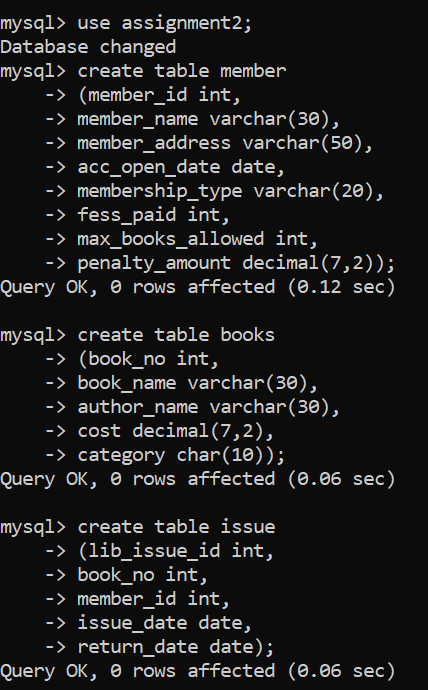 mysql> use assignment2;
Database changed
mysql> create table member
    -> (member_id int,
    -> member_name varchar(30),
    -> member_address varchar(50),
    -> acc_open_date date,
    -> membership_type varchar(20),
    -> fess_paid int,
    -> max_books_allowed int,
    -> penalty_amount decimal(7,2));
Query OK, 0 rows affected (0.12 sec)

mysql> create table books
    -> (book_no int,
    -> book_name varchar(30),
    -> author_name varchar(30),
    -> cost decimal(7,2),
    -> category char(10));
Query OK, 0 rows affected (0.06 sec)

mysql> create table issue
    -> (lib_issue_id int,
    -> book_no int,
    -> member_id int,
    -> issue_date date,
    -> return_date date);
Query OK, 0 rows affected (0.06 sec)